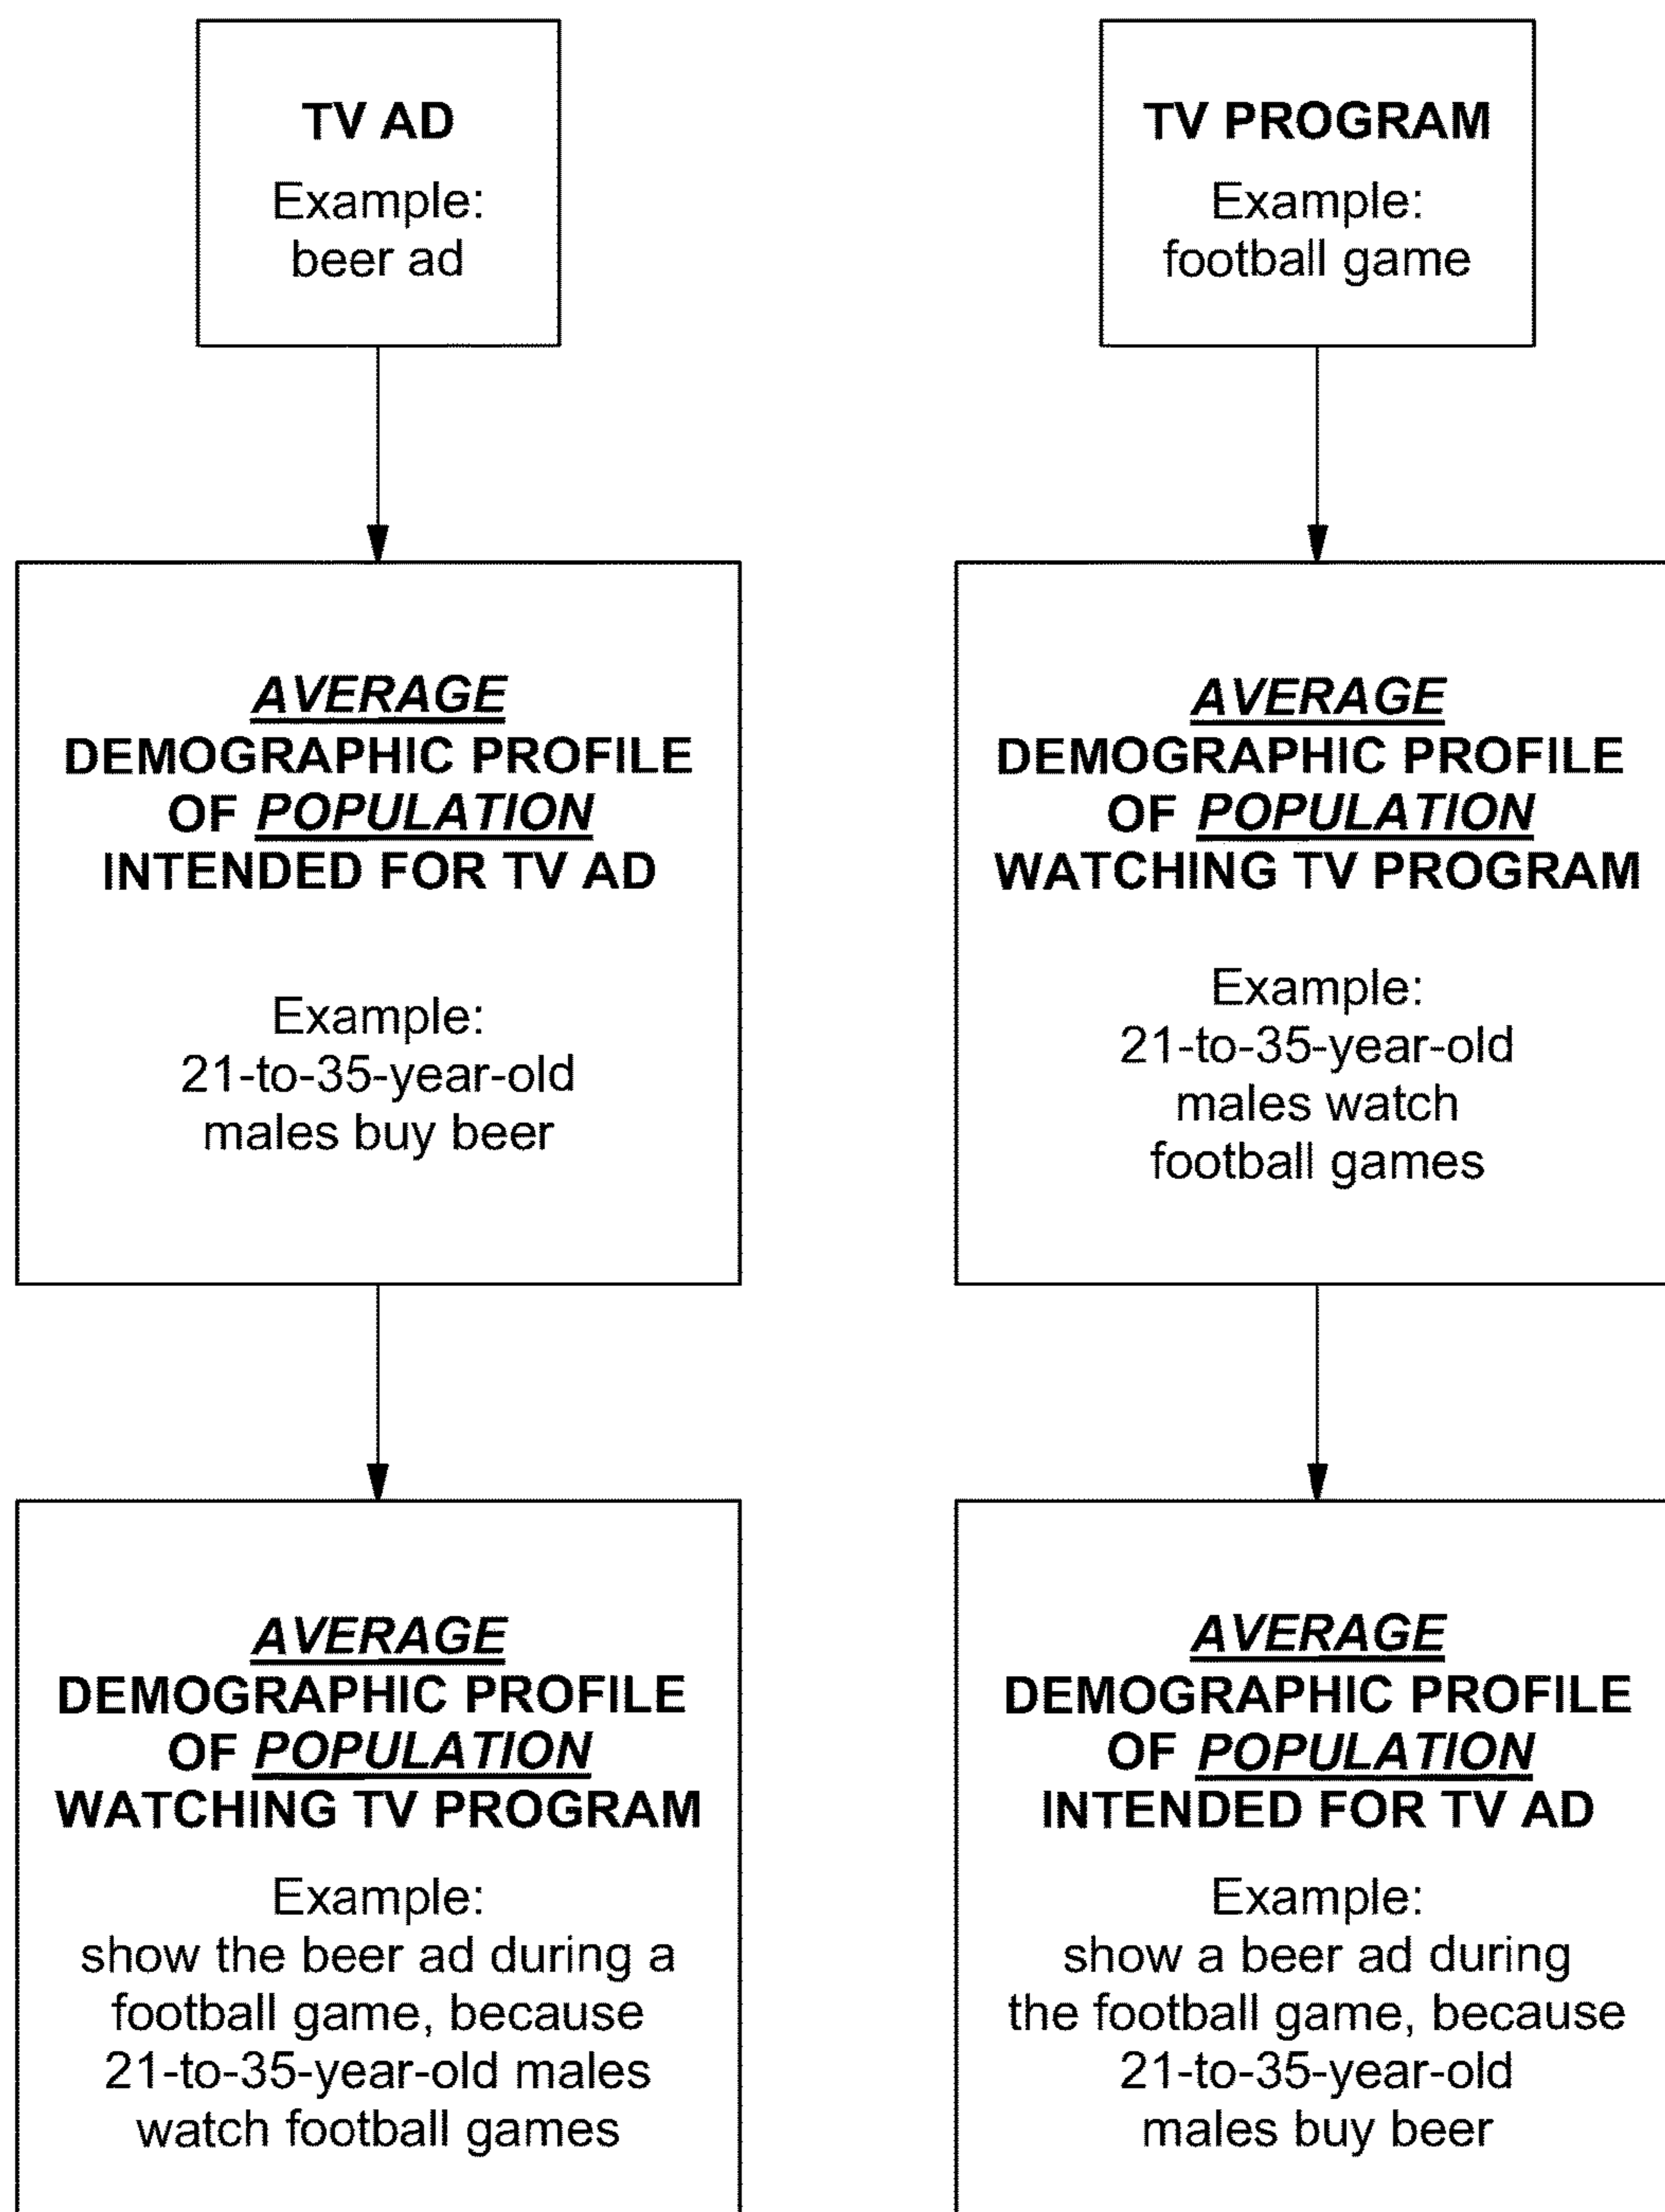 TV AD
Example:
beer ad
AVERAGE
DEMOGRAPHIC PROFILE
OF POPULATION
INTENDED FOR TV AD
Example:
21-to-35-year-old
males buy beer
AVERAGE
DEMOGRAPHIC PROFILE
OF POPULATION
WATCHING TV PROGRAM
Example:
show the beer ad during a
football game, because
21-to-35-year-old males
watch football games
TV PROGRAM
Example:
football game
AVERAGE
DEMOGRAPHIC PROFILE
OF POPULATION
WATCHING TV PROGRAM
Example:
21-to-35-year-old
males watch
football games
AVERAGE
DEMOGRAPHIC PROFILE
OF POPULATION
INTENDED FOR TV AD
Example:
show a beer ad during
the football game, because
21-to-35-year-old
males buy beer